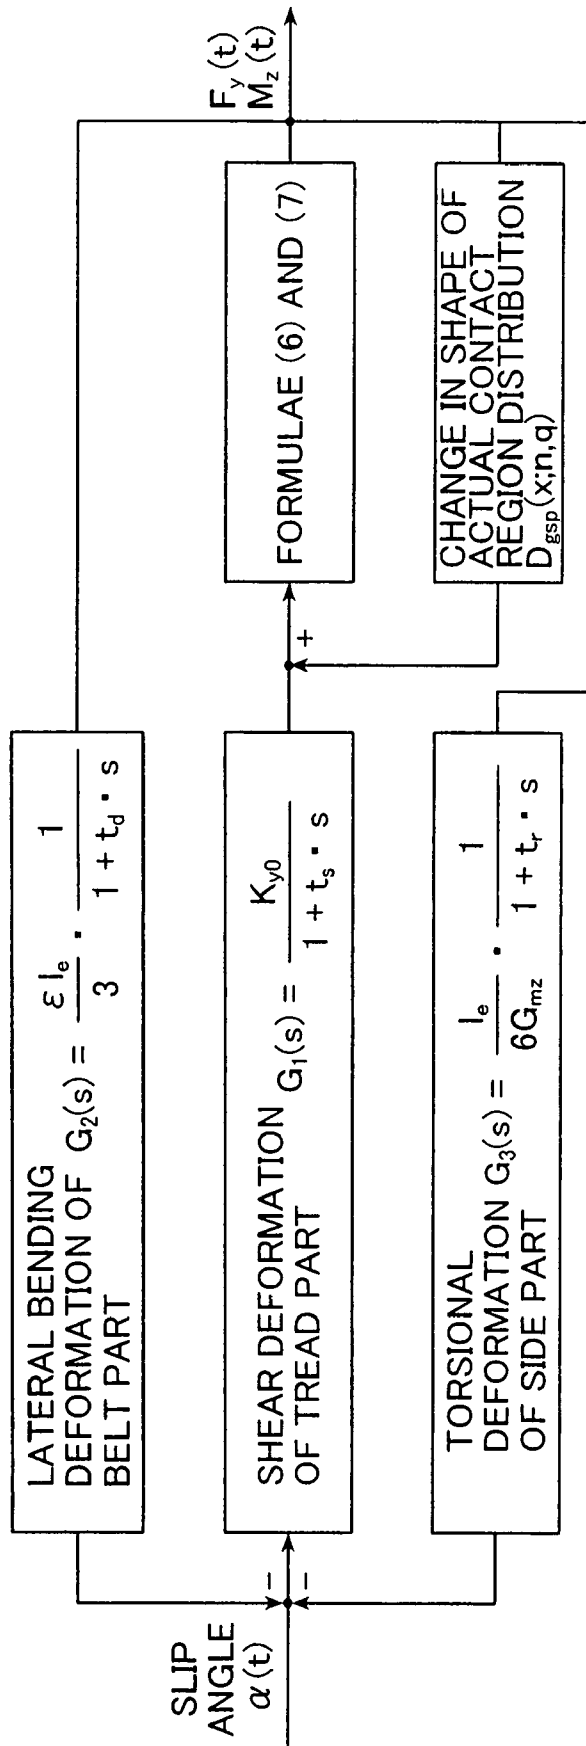 SLIP
ANGLE
α(t)
−
−
LATERAL BENDING
DEFORMATION OF G₂(s) = εlₑ/3 · 1/(1 + t_d · s)
BELT PART
SHEAR DEFORMATION G₁(s) = K_y0/(1 + t_s · s)
OF TREAD PART
TORSIONAL
DEFORMATION G₃(s) = lₑ/6G_mz · 1/(1 + t_r · s)
OF SIDE PART
+
FORMULAE (6) AND (7)
CHANGE IN SHAPE OF
ACTUAL CONTACT
REGION DISTRIBUTION
D_gsp(x;n,q)
F_y(t)
M_z(t)